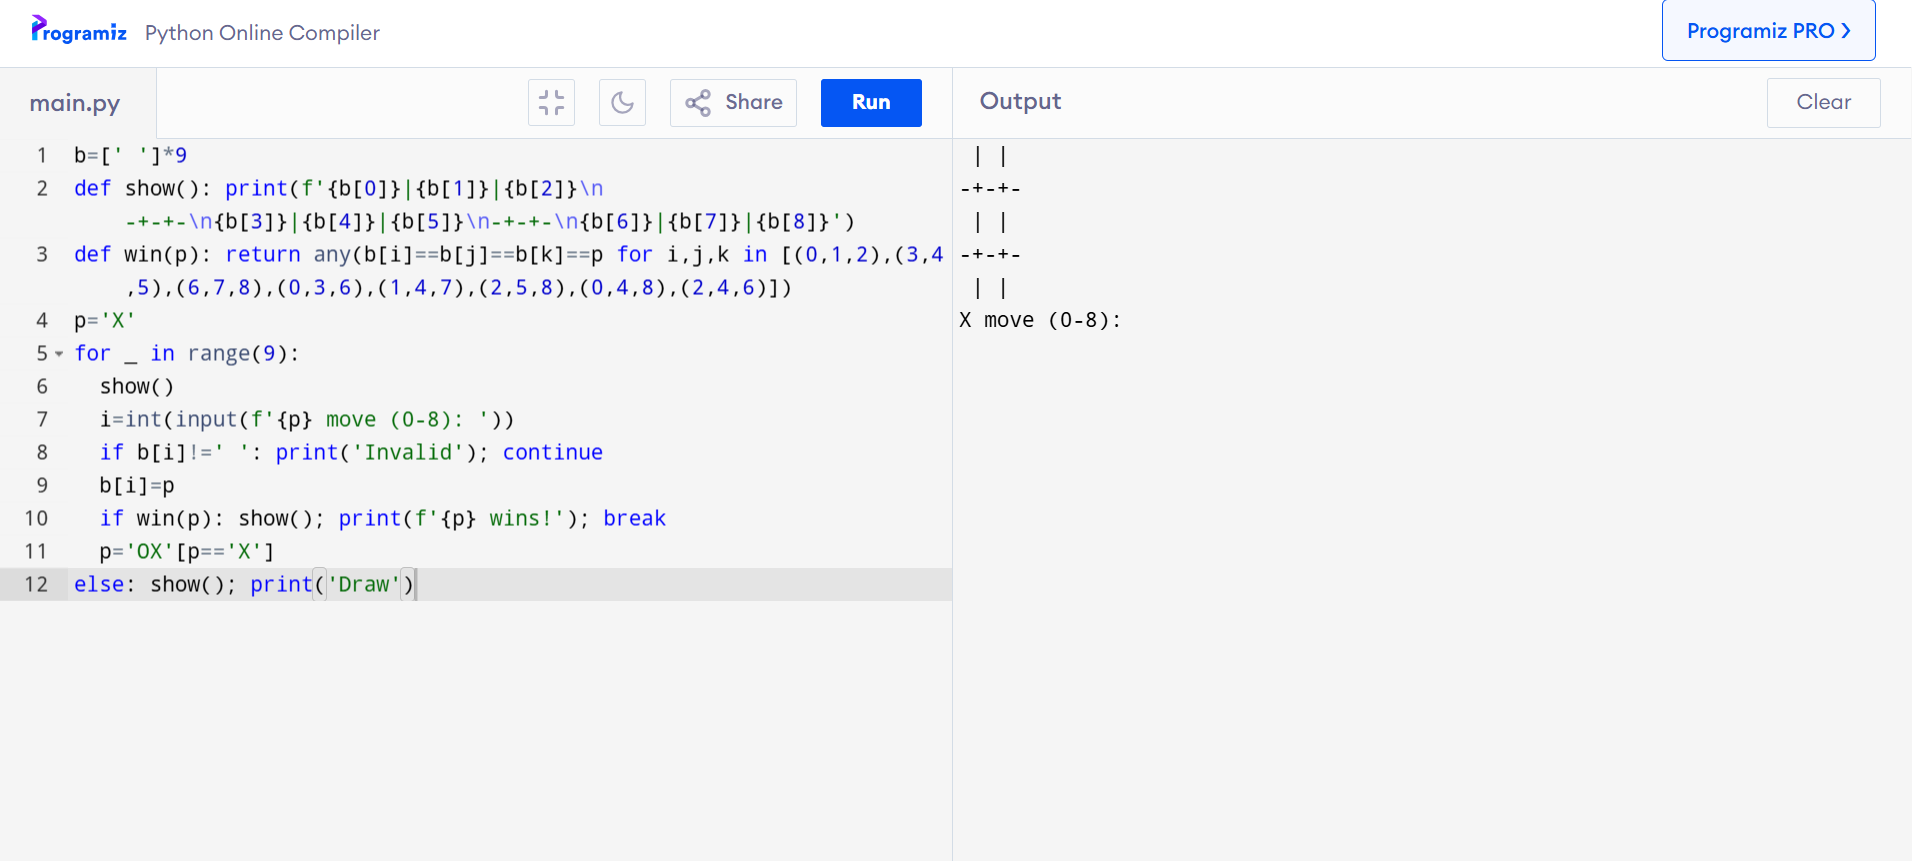 Programiz Python Online Compiler
Programiz PRO >
main.py
Share
Run
Output
Clear
1 b=[' ']*9
2 def show(): print(f'{b[0]}|{b[1]}|{b[2]}\n
-+-+-\n{b[3]}|{b[4]}|{b[5]}\n-+-+-\n{b[6]}|{b[7]}|{b[8]}')
3 def win(p): return any(b[i]==b[j]==b[k]==p for i,j,k in [(0,1,2),(3,4
,5),(6,7,8),(0,3,6),(1,4,7),(2,5,8),(0,4,8),(2,4,6)])
4 p='X'
5 for _ in range(9):
6   show()
7   i=int(input(f'{p} move (0-8): '))
8   if b[i]!=' ': print('Invalid'); continue
9   b[i]=p
10   if win(p): show(); print(f'{p} wins!'); break
11   p='OX'[p=='X']
12 else: show(); print('Draw')
 | | 
-+-+-
 | | 
-+-+-
 | | 
X move (0-8):